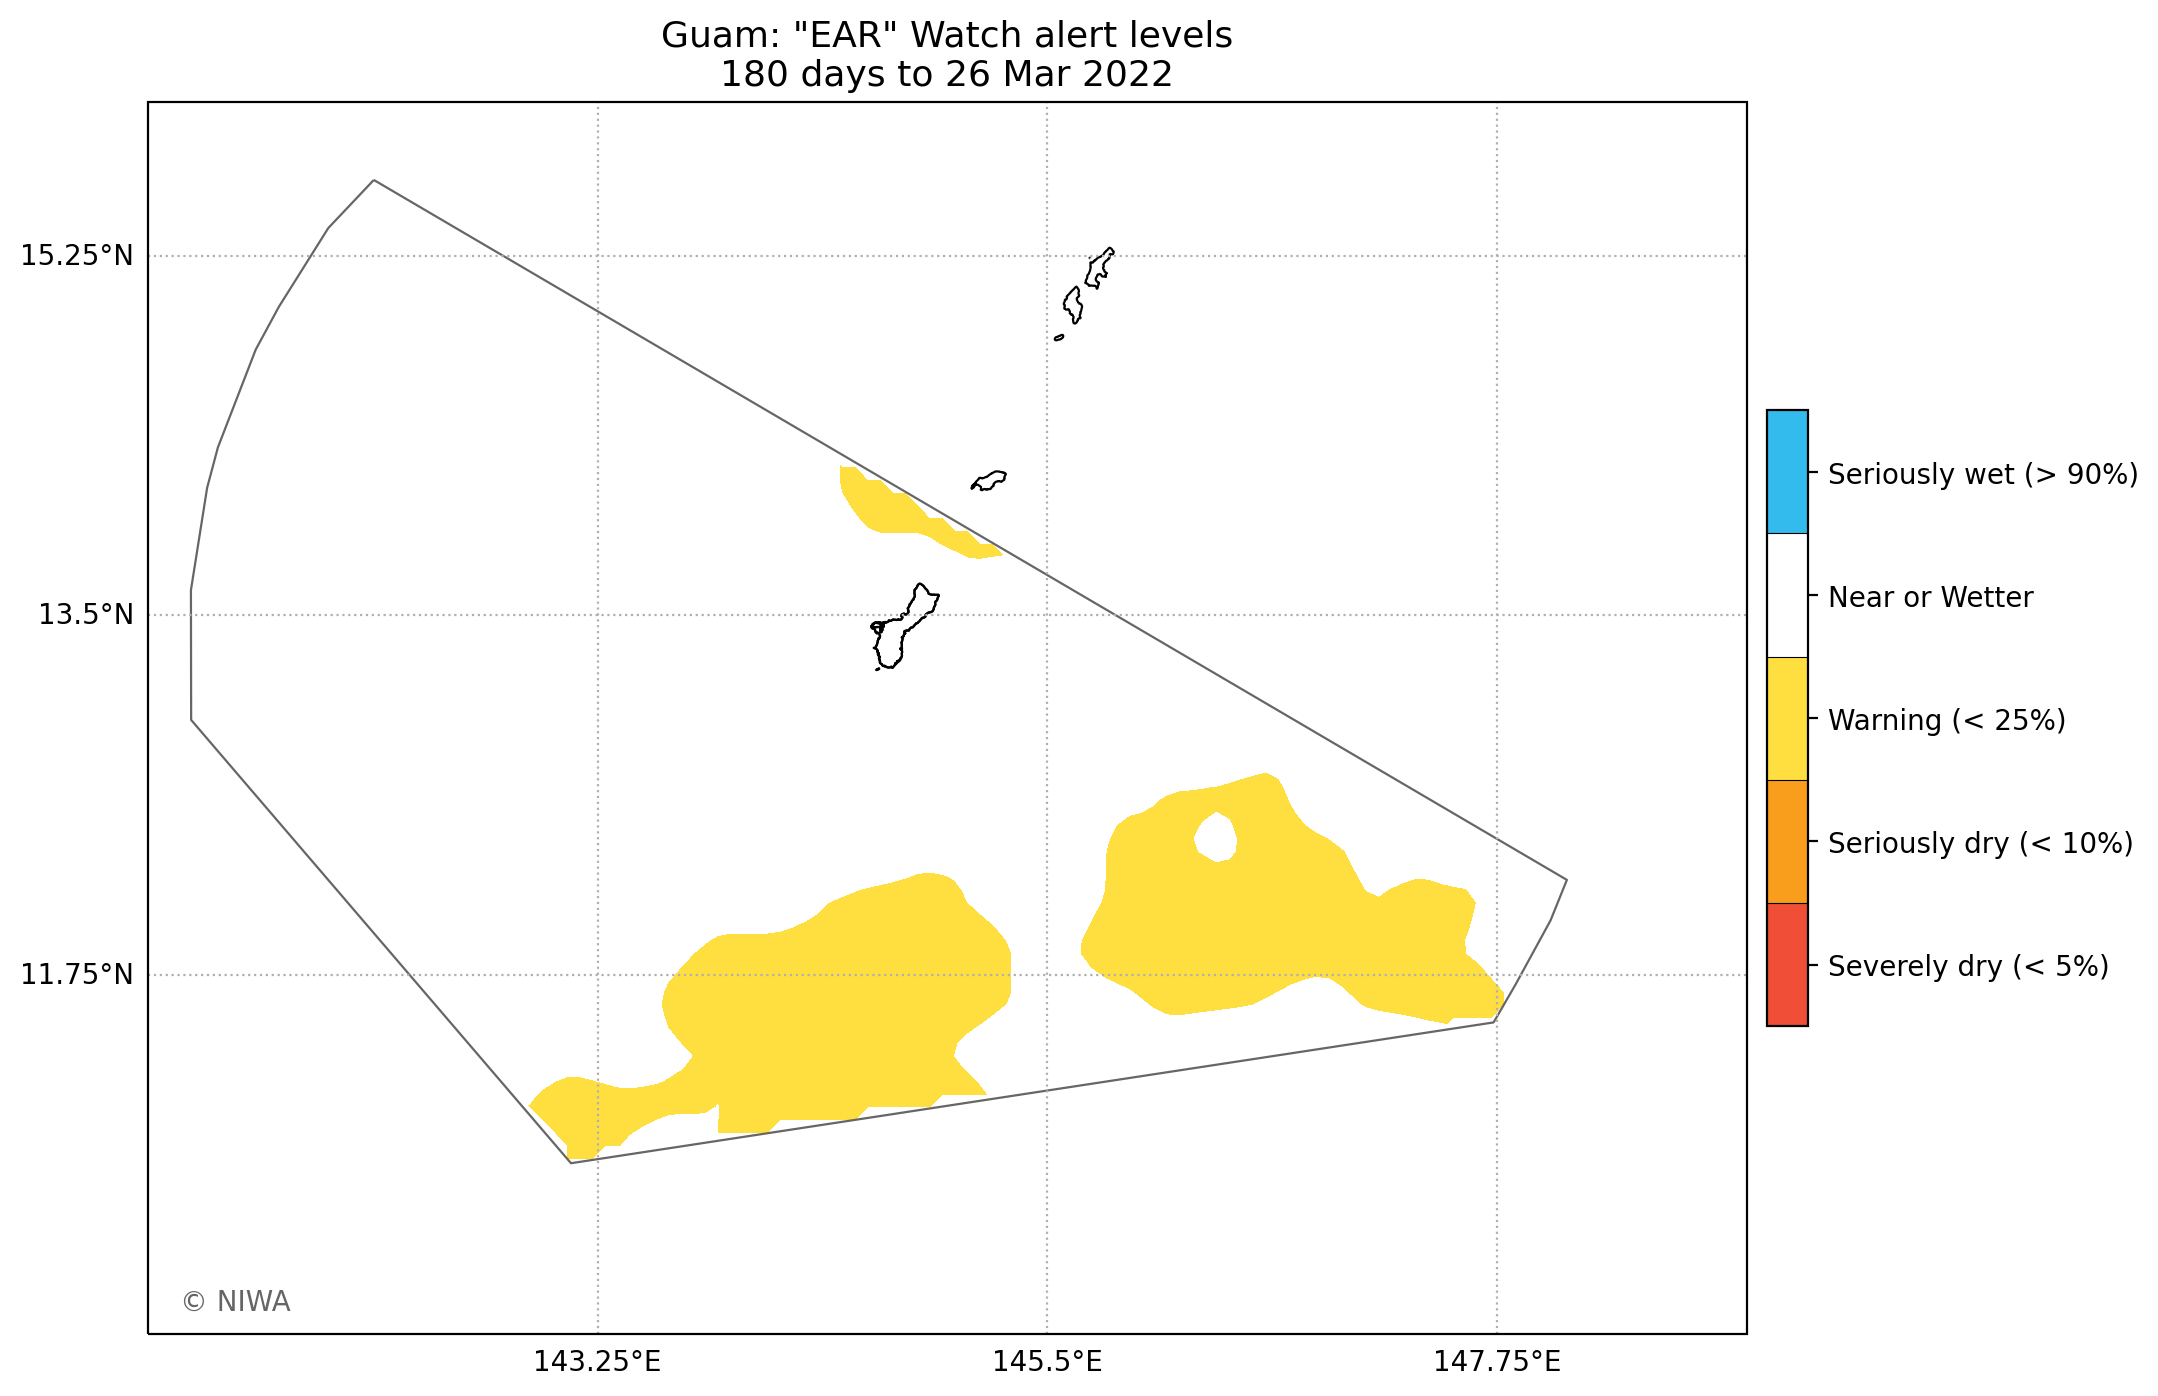 Guam: "EAR" Watch alert levels
180 days to 26 Mar 2022
15.25°N
13.5°N
11.75°N
143.25°E
145.5°E
147.75°E
Seriously wet (> 90%)
Near or Wetter
Warning (< 25%)
Seriously dry (< 10%)
Severely dry (< 5%)
© NIWA